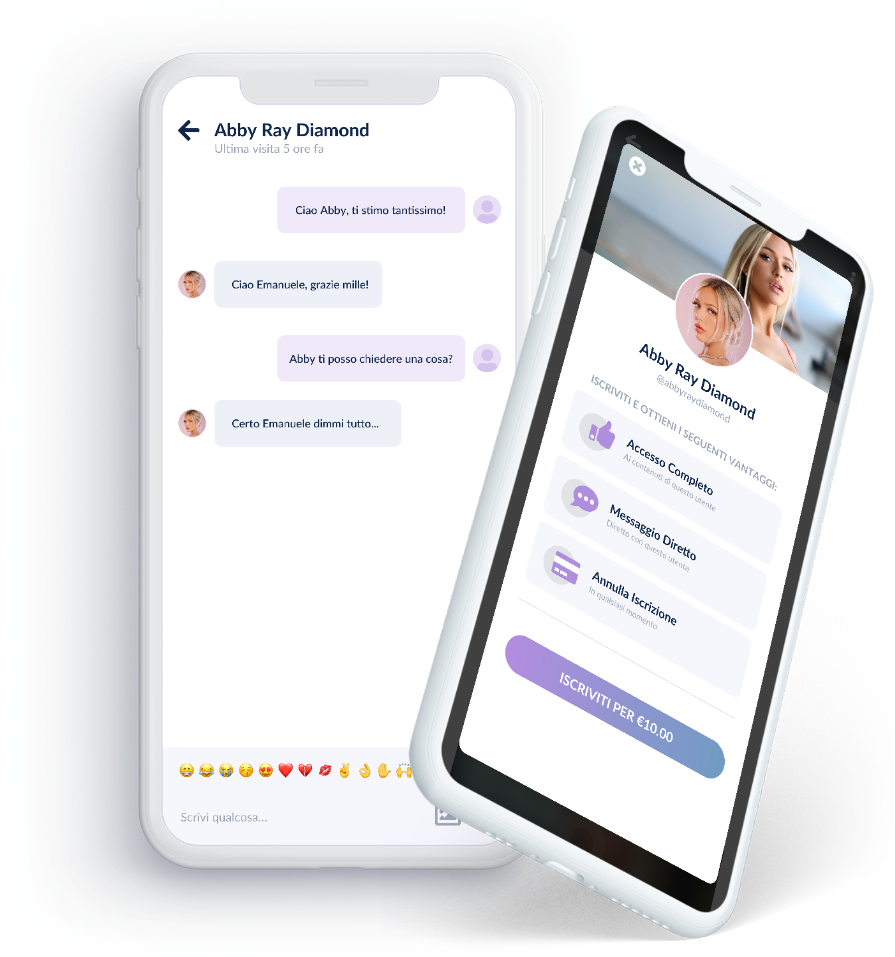 Abby Ray Diamond
Ultima visita 5 ore fa
Ciao Abby, ti stimo tantissimo!
Ciao Emanuele, grazie mille!
Abby ti posso chiedere una cosa?
Certo Emanuele dimmi tutto...
Scrivi qualcosa...
Abby Ray Diamond
@abbyraydiamond
ISCRIVITI E OTTIENI I SEGUENTI VANTAGGI:
Accesso Completo
Ai contenuti di questo utente
Messaggio Diretto
Diretto con questo utente
Annulla Iscrizione
In qualsiasi momento
ISCRIVITI PER €10.00